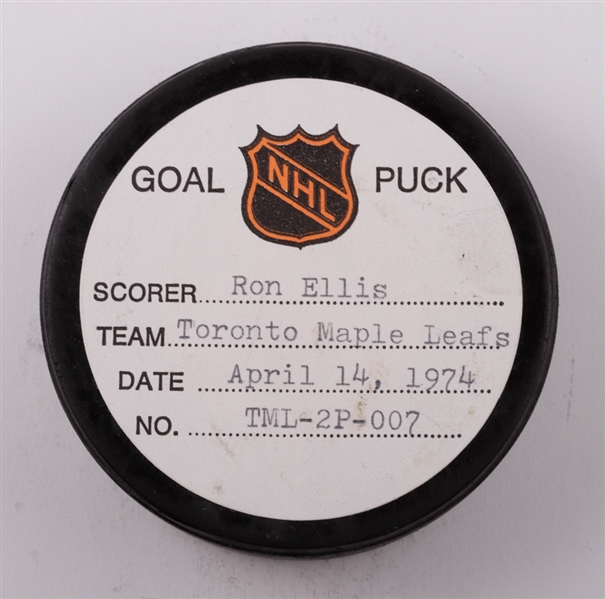 NHL
GOAL PUCK
SCORER Ron Ellis
TEAM Toronto Maple Leafs
DATE April 14, 1974
NO. TML-2P-007